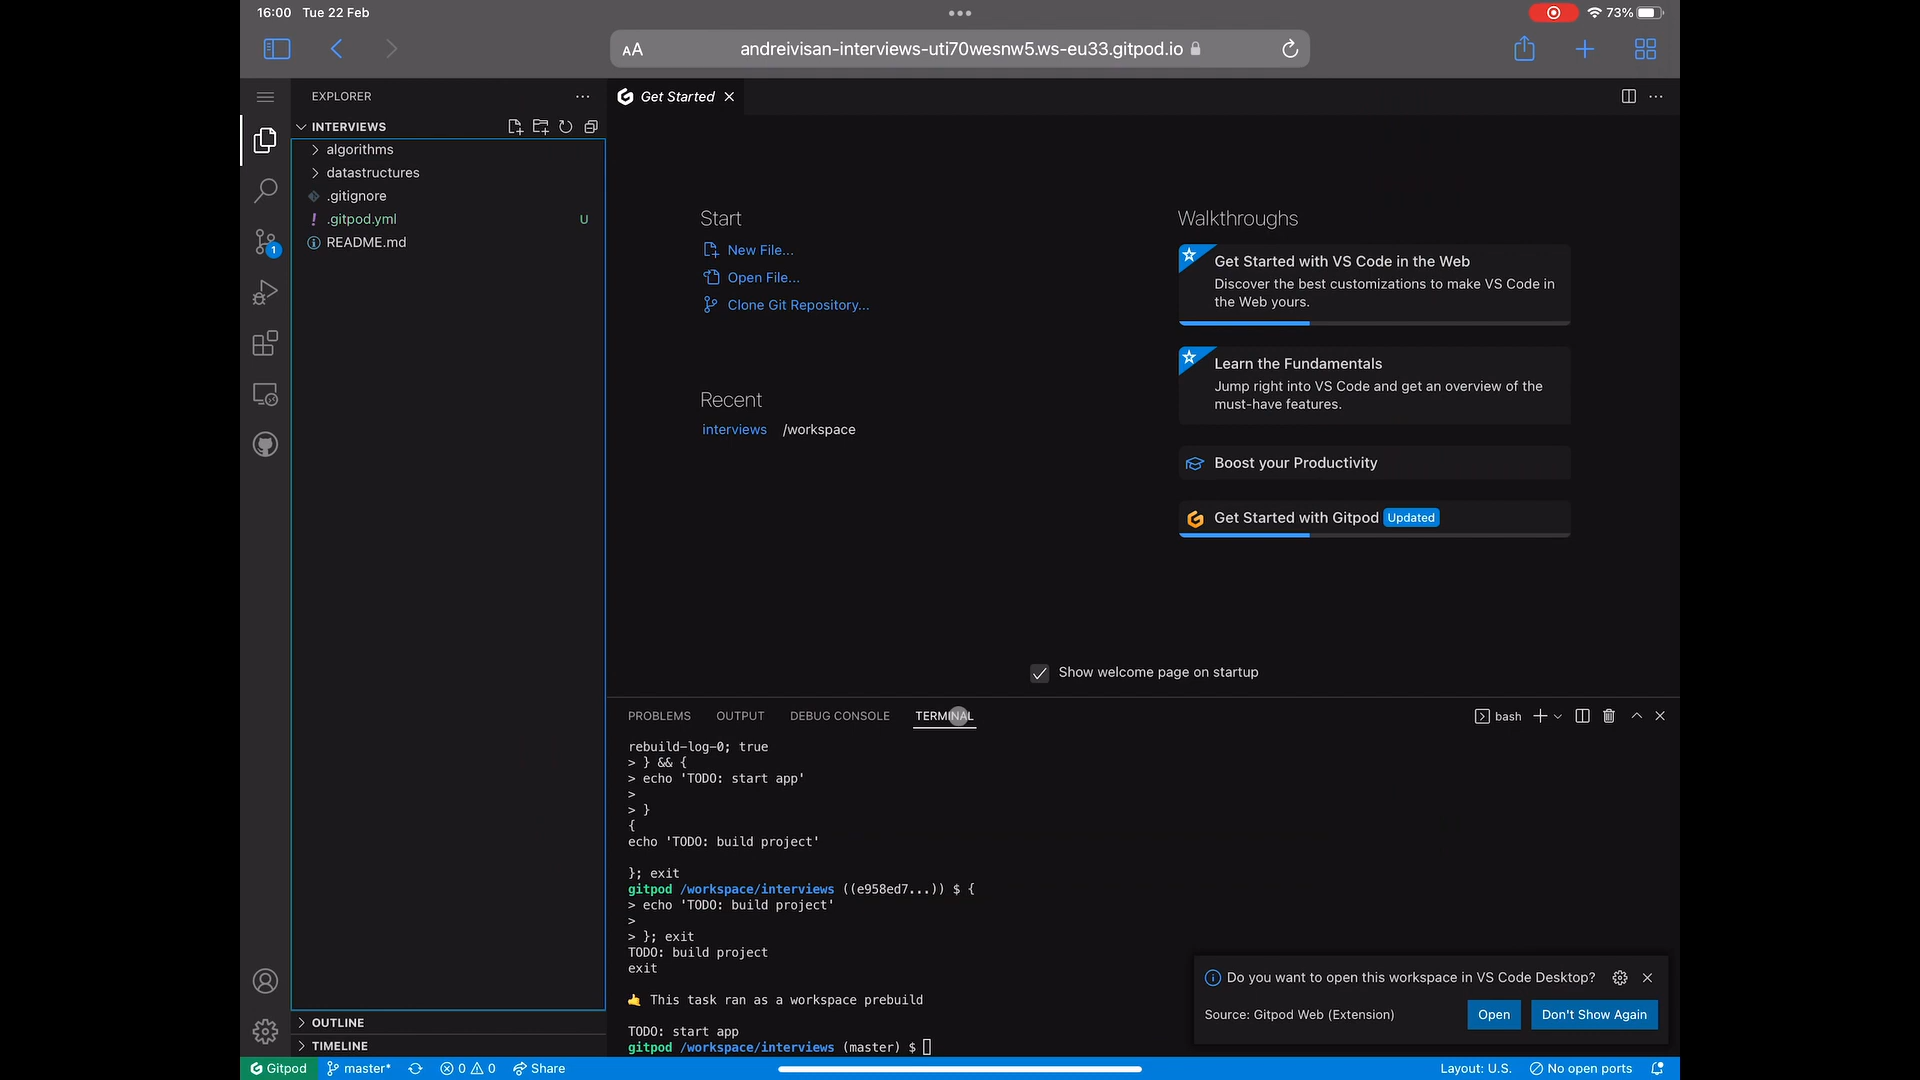 16:00 Tue 22 Feb
73%
AA
andreivisan-interviews-uti70wesnw5.ws-eu33.gitpod.io
EXPLORER
INTERVIEWS
algorithms
datastructures
.gitignore
.gitpod.yml U
README.md
1
OUTLINE
TIMELINE
Get Started
Start
New File...
Open File...
Clone Git Repository...
Recent
interviews /workspace
Walkthroughs
Get Started with VS Code in the Web
Discover the best customizations to make VS Code in
the Web yours.
Learn the Fundamentals
Jump right into VS Code and get an overview of the
must-have features.
Boost your Productivity
Get Started with Gitpod Updated
Show welcome page on startup
PROBLEMS OUTPUT DEBUG CONSOLE TERMINAL
bash
rebuild-log-0; true
> } && {
> echo 'TODO: start app'
>
> }
{
echo 'TODO: build project'
}; exit
gitpod /workspace/interviews ((e958ed7...)) $ {
> echo 'TODO: build project'
>
> }; exit
TODO: build project
exit
🤙 This task ran as a workspace prebuild
TODO: start app
gitpod /workspace/interviews (master) $
Do you want to open this workspace in VS Code Desktop?
Source: Gitpod Web (Extension)
Open
Don't Show Again
Gitpod master* 0 0 Share
Layout: U.S. No open ports